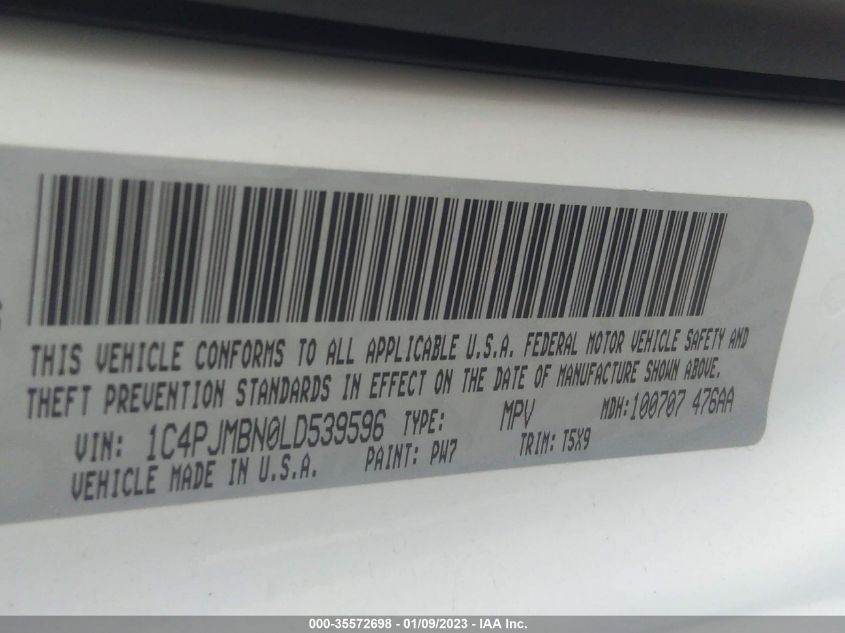 THIS VEHICLE CONFORMS TO ALL APPLICABLE U.S.A. FEDERAL MOTOR VEHICLE SAFETY AND
THEFT PREVENTION STANDARDS IN EFFECT ON THE DATE OF MANUFACTURE SHOWN ABOVE.
VIN: 1C4PJMBN0LD539596 TYPE: MPV MDH: 100707 476AA
VEHICLE MADE IN U.S.A. PAINT: PW7 TRIM: T5X9
000-35572698 - 01/09/2023 - IAA Inc.